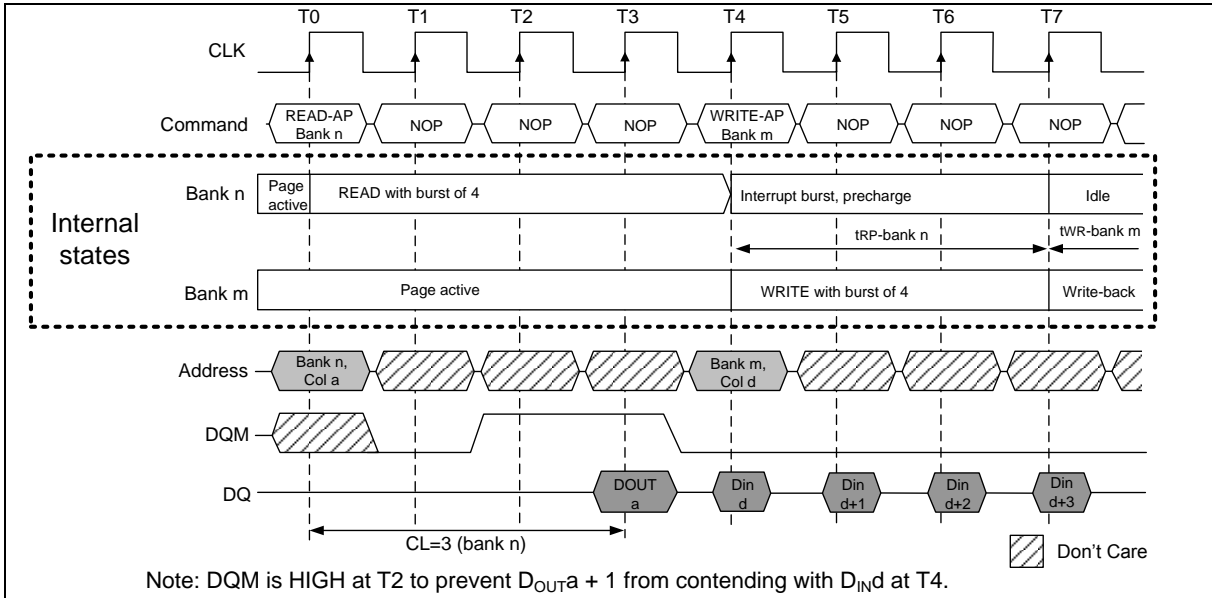 T0 T1 T2 T3 T4 T5 T6 T7
CLK
Command READ-AP Bank n NOP NOP NOP WRITE-AP Bank m NOP NOP NOP
Internal states
Bank n Page active READ with burst of 4 Interrupt burst, precharge Idle
tRP-bank n tWR-bank m
Bank m Page active WRITE with burst of 4 Write-back
Address Bank n, Col a Bank m, Col d
DQM
DQ DOUT a Din d Din d+1 Din d+2 Din d+3
CL=3 (bank n)
Don't Care
Note: DQM is HIGH at T2 to prevent DOUTa + 1 from contending with DINd at T4.